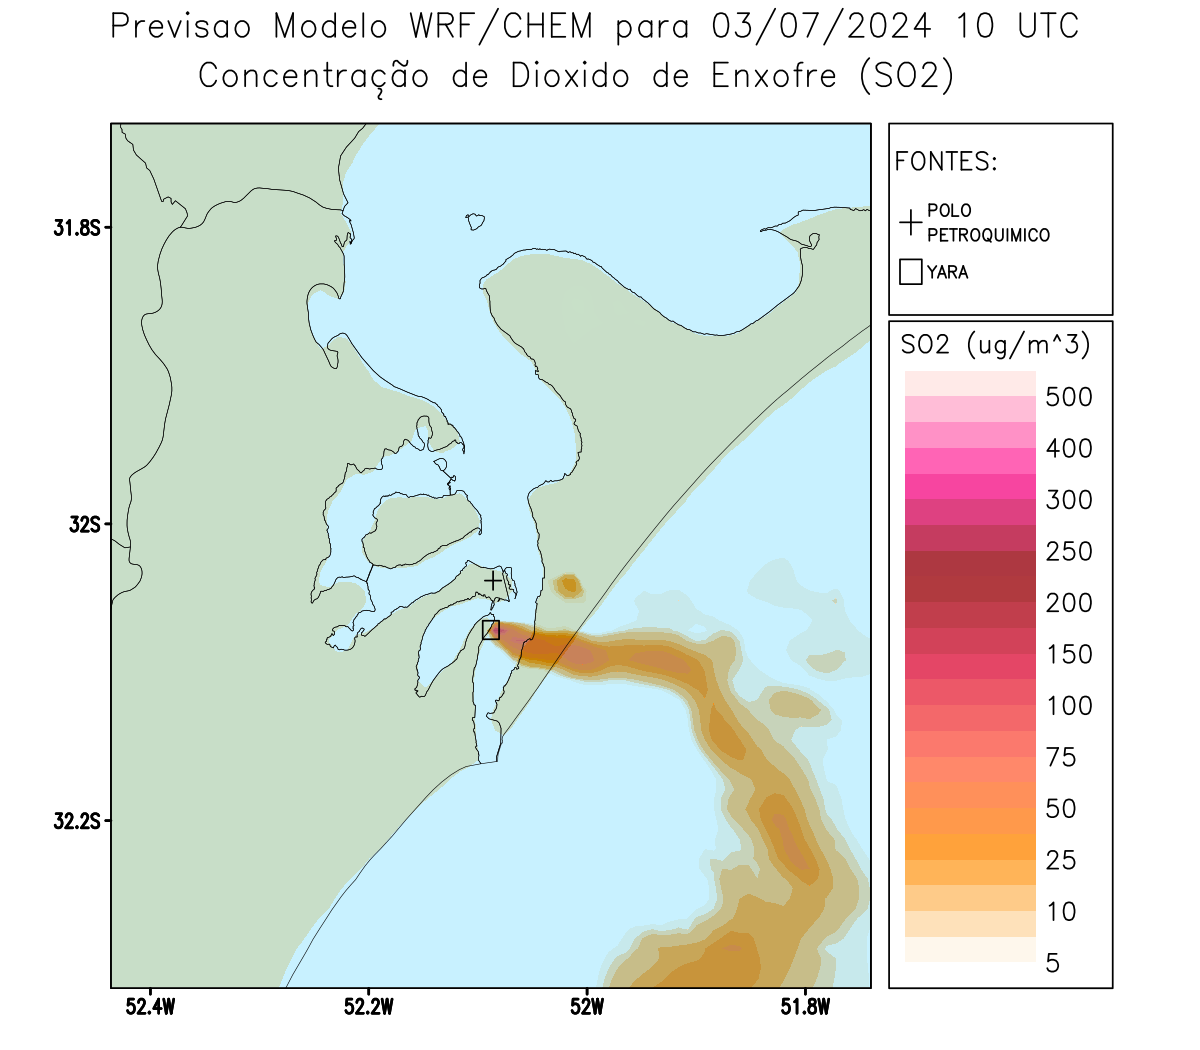 Previsao Modelo WRF/CHEM para 03/07/2024 10 UTC
Concentração de Dioxido de Enxofre (SO2)
FONTES:
POLO
PETROQUIMICO
YARA
SO2 (ug/m^3)
500
400
300
250
200
150
100
75
50
25
10
5
31.8S
32S
32.2S
52.4W
52.2W
52W
51.8W